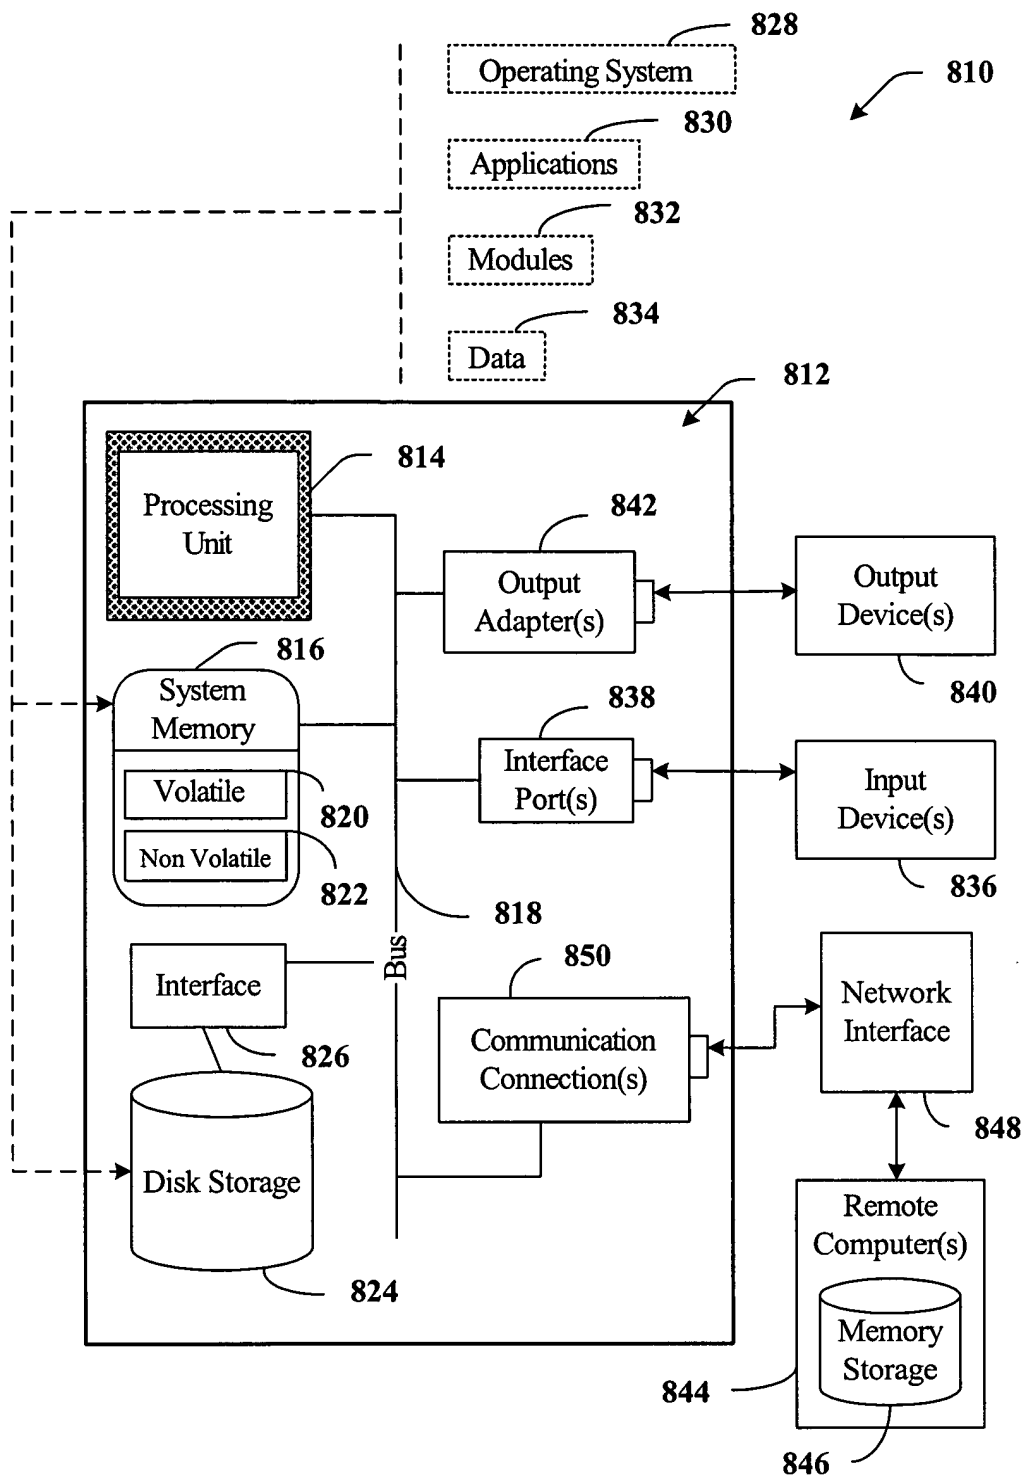 828
Operating System
810
830
Applications
832
Modules
834
Data
812
814
Processing
Unit
842
Output
Adapter(s)
Output
Device(s)
840
816
System
Memory
838
Interface
Port(s)
Input
Device(s)
836
Volatile
820
Non Volatile
822
818
Bus
850
Interface
826
Communication
Connection(s)
Network
Interface
848
Disk Storage
824
Remote
Computer(s)
Memory
Storage
844
846